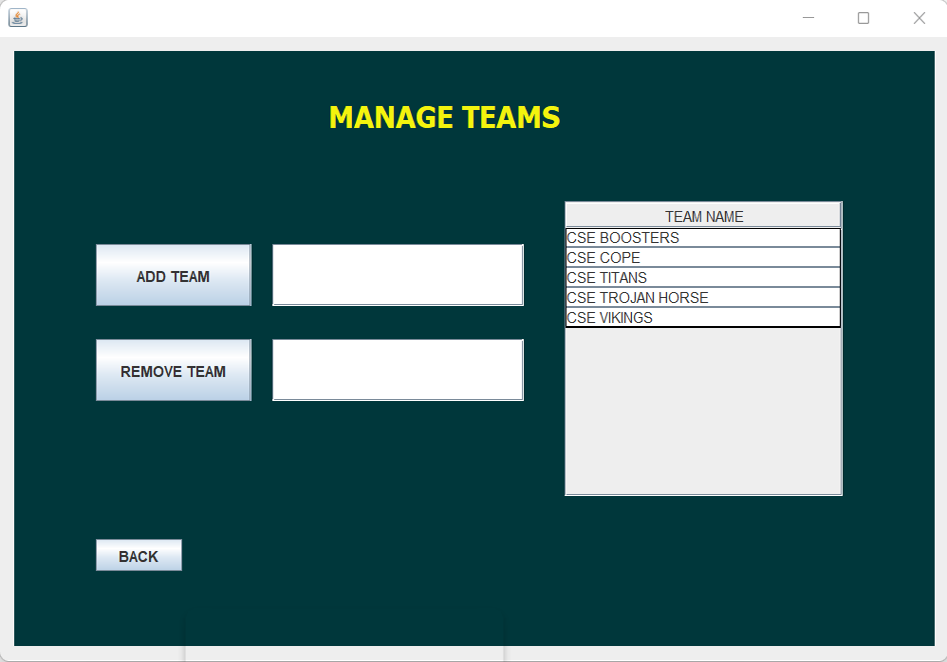 MANAGE TEAMS
ADD TEAM
REMOVE TEAM
TEAM NAME
CSE BOOSTERS
CSE COPE
CSE TITANS
CSE TROJAN HORSE
CSE VIKINGS
BACK